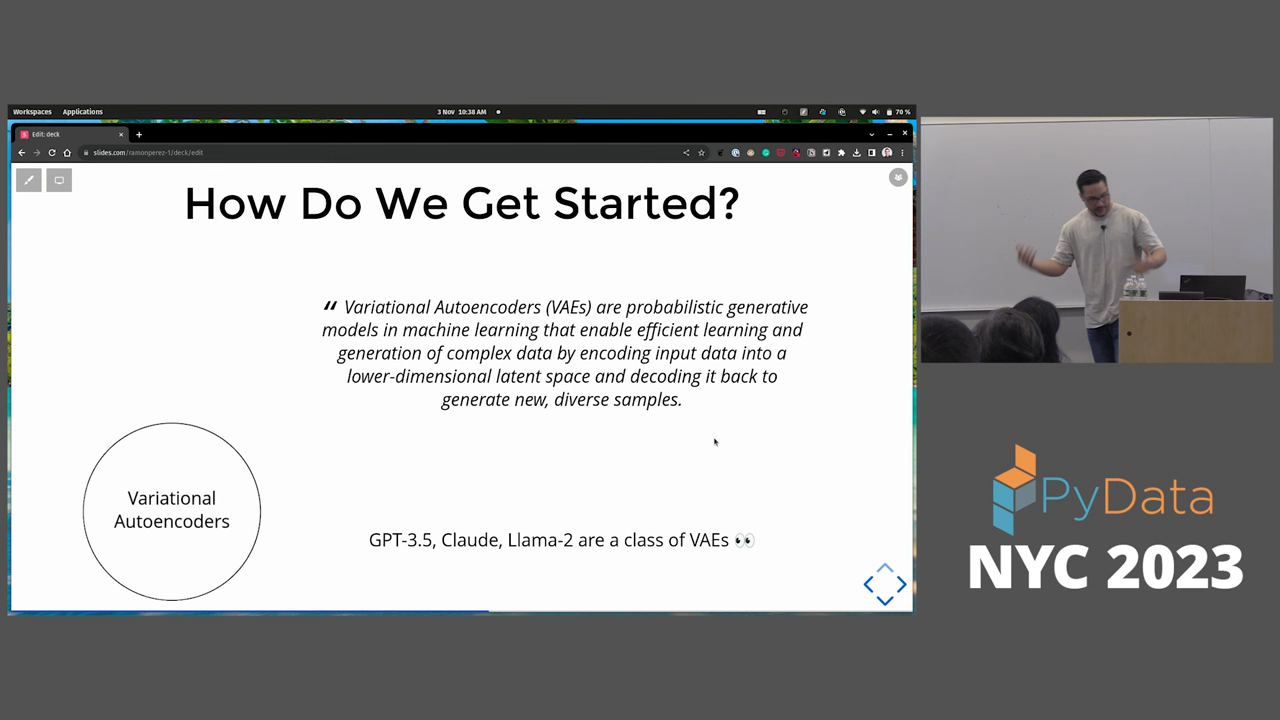 Workspaces Applications 3 Nov 10:38 AM 70 %
Edit: deck
slides.com/ramonperez-1/deck/edit
How Do We Get Started?
“ Variational Autoencoders (VAEs) are probabilistic generative
models in machine learning that enable efficient learning and
generation of complex data by encoding input data into a
lower-dimensional latent space and decoding it back to
generate new, diverse samples.
Variational
Autoencoders
GPT-3.5, Claude, Llama-2 are a class of VAEs 👀
PyData
NYC 2023